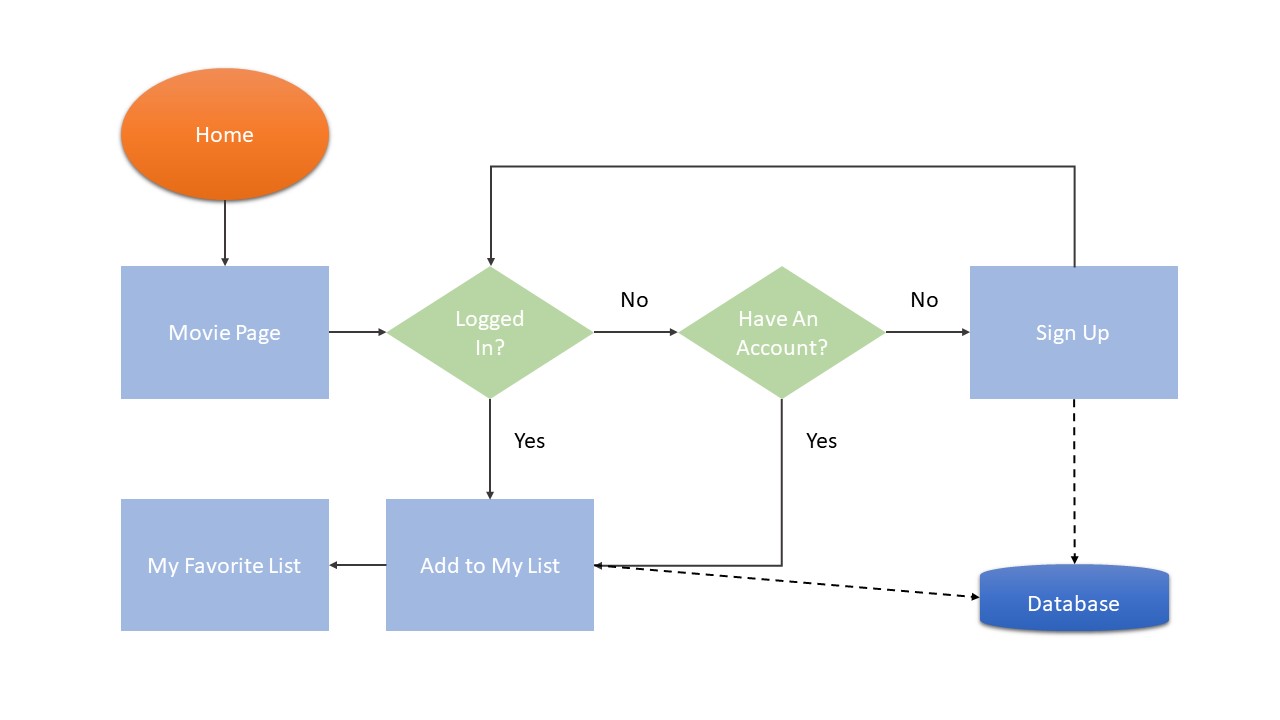 Home
Movie Page
Logged
In?
No
Have An
Account?
No
Sign Up
Yes
Yes
My Favorite List
Add to My List
Database